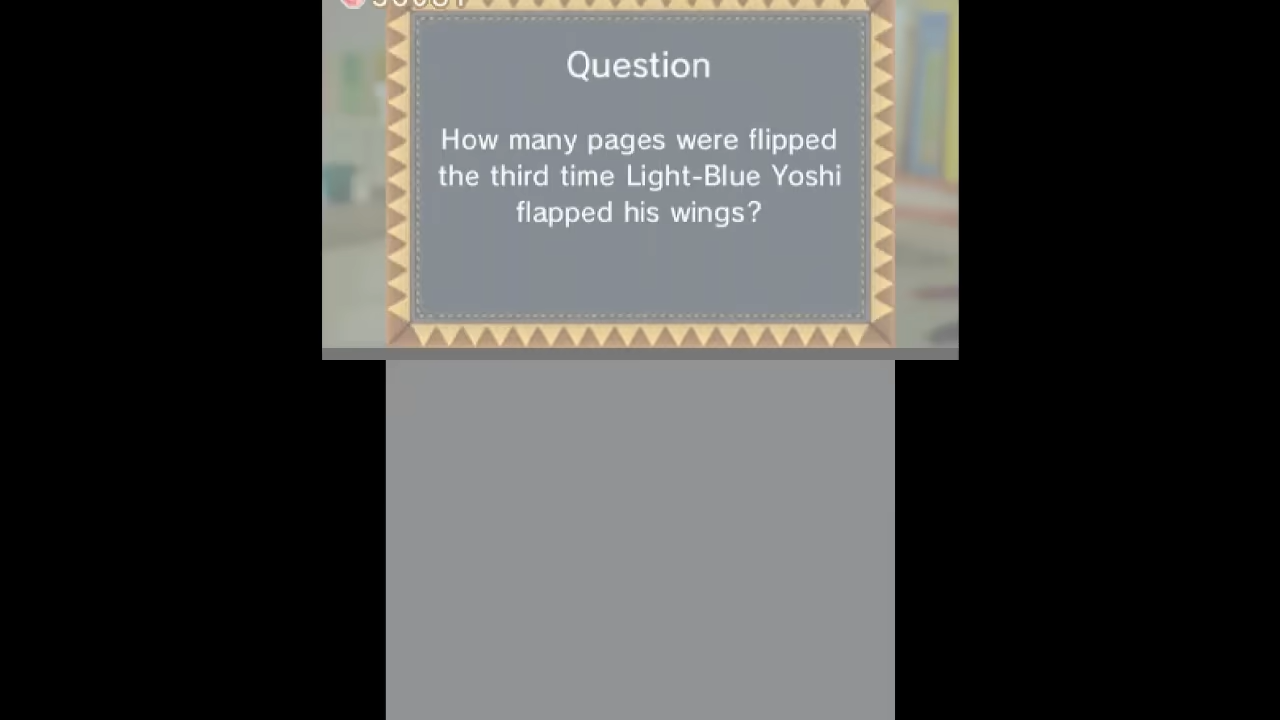 Question
How many pages were flipped
the third time Light-Blue Yoshi
flapped his wings?